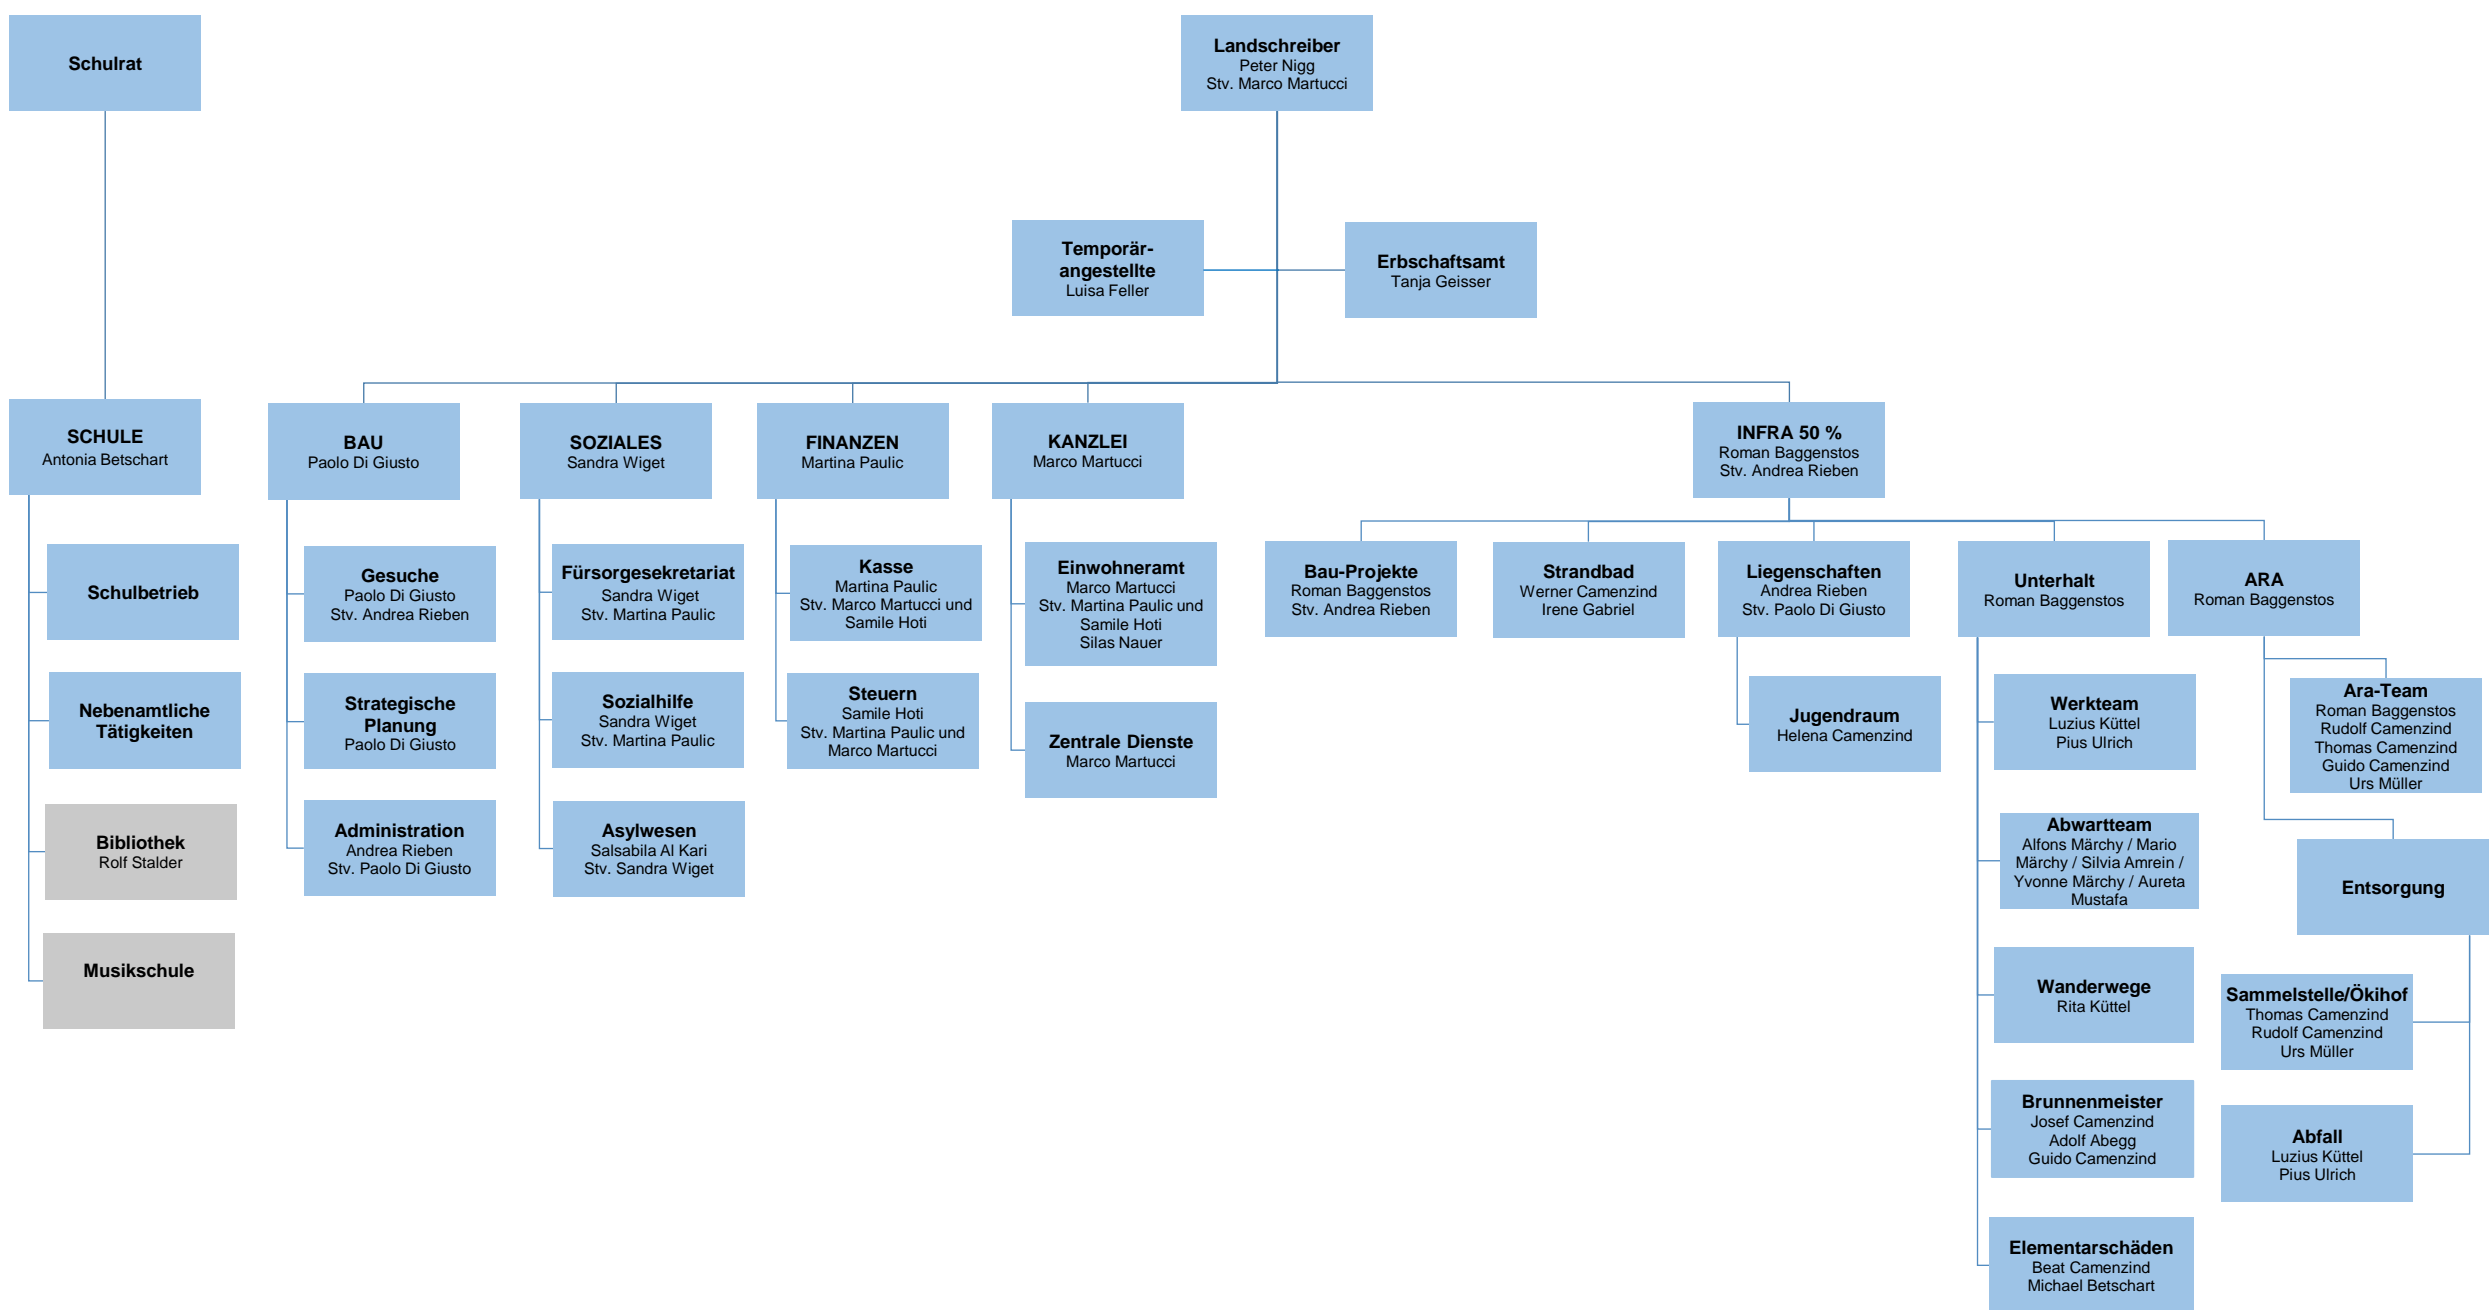 Schulrat
Landschreiber
Peter Nigg
Stv. Marco Martucci
Temporär-
angestellte
Luisa Feller
Erbschaftsamt
Tanja Geisser
SCHULE
Antonia Betschart
BAU
Paolo Di Giusto
SOZIALES
Sandra Wiget
FINANZEN
Martina Paulic
KANZLEI
Marco Martucci
INFRA 50 %
Roman Baggenstos
Stv. Andrea Rieben
Schulbetrieb
Nebenamtliche
Tätigkeiten
Bibliothek
Rolf Stalder
Musikschule
Gesuche
Paolo Di Giusto
Stv. Andrea Rieben
Strategische
Planung
Paolo Di Giusto
Administration
Andrea Rieben
Stv. Paolo Di Giusto
Fürsorgesekretariat
Sandra Wiget
Stv. Martina Paulic
Sozialhilfe
Sandra Wiget
Stv. Martina Paulic
Asylwesen
Salsabila Al Kari
Stv. Sandra Wiget
Kasse
Martina Paulic
Stv. Marco Martucci und
Samile Hoti
Steuern
Samile Hoti
Stv. Martina Paulic und
Marco Martucci
Einwohneramt
Marco Martucci
Stv. Martina Paulic und
Samile Hoti
Silas Nauer
Zentrale Dienste
Marco Martucci
Bau-Projekte
Roman Baggenstos
Stv. Andrea Rieben
Strandbad
Werner Camenzind
Irene Gabriel
Liegenschaften
Andrea Rieben
Stv. Paolo Di Giusto
Jugendraum
Helena Camenzind
Unterhalt
Roman Baggenstos
Werkteam
Luzius Küttel
Pius Ulrich
Abwartteam
Alfons Märchy / Mario
Märchy / Silvia Amrein /
Yvonne Märchy / Aureta
Mustafa
Wanderwege
Rita Küttel
Brunnenmeister
Josef Camenzind
Adolf Abegg
Guido Camenzind
Elementarschäden
Beat Camenzind
Michael Betschart
ARA
Roman Baggenstos
Ara-Team
Roman Baggenstos
Rudolf Camenzind
Thomas Camenzind
Guido Camenzind
Urs Müller
Entsorgung
Sammelstelle/Ökihof
Thomas Camenzind
Rudolf Camenzind
Urs Müller
Abfall
Luzius Küttel
Pius Ulrich